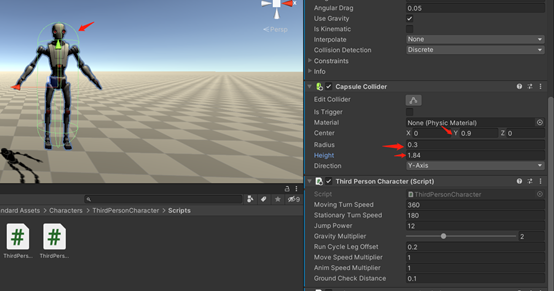 Persp
Angular Drag 0.05
Use Gravity
Is Kinematic
Interpolate None
Collision Detection Discrete
Constraints
Info
Capsule Collider
Edit Collider
Is Trigger
Material None (Physic Material)
Center X 0 Y 0.9 Z 0
Radius 0.3
Height 1.84
Direction Y-Axis
Third Person Character (Script)
Script ThirdPersonCharacter
Moving Turn Speed 360
Stationary Turn Speed 180
Jump Power 12
Gravity Multiplier 2
Run Cycle Leg Offset 0.2
Move Speed Multiplier 1
Anim Speed Multiplier 1
Ground Check Distance 0.1
9
ndard Assets > Characters > ThirdPersonCharacter > Scripts
ThirdPers... ThirdPers...